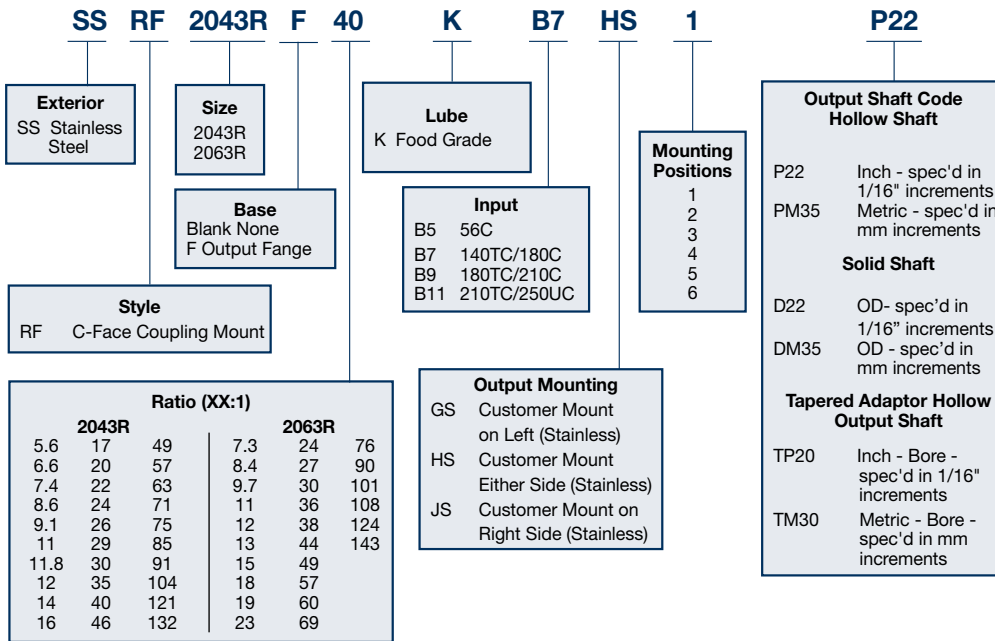 SS RF 2043R F 40 K B7 HS 1 P22
Exterior
SS Stainless
Steel
Size
2043R
2063R
Base
Blank None
F Output Fange
Style
RF C-Face Coupling Mount
Ratio (XX:1)
2043R 2063R
5.6 17 49 7.3 24 76
6.6 20 57 8.4 27 90
7.4 22 63 9.7 30 101
8.6 24 71 11 36 108
9.1 26 75 12 38 124
11 29 85 13 44 143
11.8 30 91 15 49
12 35 104 18 57
14 40 121 19 60
16 46 132 23 69
Lube
K Food Grade
Input
B5 56C
B7 140TC/180C
B9 180TC/210C
B11 210TC/250UC
Output Mounting
GS Customer Mount
on Left (Stainless)
HS Customer Mount
Either Side (Stainless)
JS Customer Mount on
Right Side (Stainless)
Mounting
Positions
1
2
3
4
5
6
Output Shaft Code
Hollow Shaft
P22 Inch - spec'd in
1/16" increments
PM35 Metric - spec'd in
mm increments
Solid Shaft
D22 OD- spec’d in
1/16” increments
DM35 OD - spec’d in
mm increments
Tapered Adaptor Hollow
Output Shaft
TP20 Inch - Bore -
spec'd in 1/16"
increments
TM30 Metric - Bore -
spec'd in mm
increments